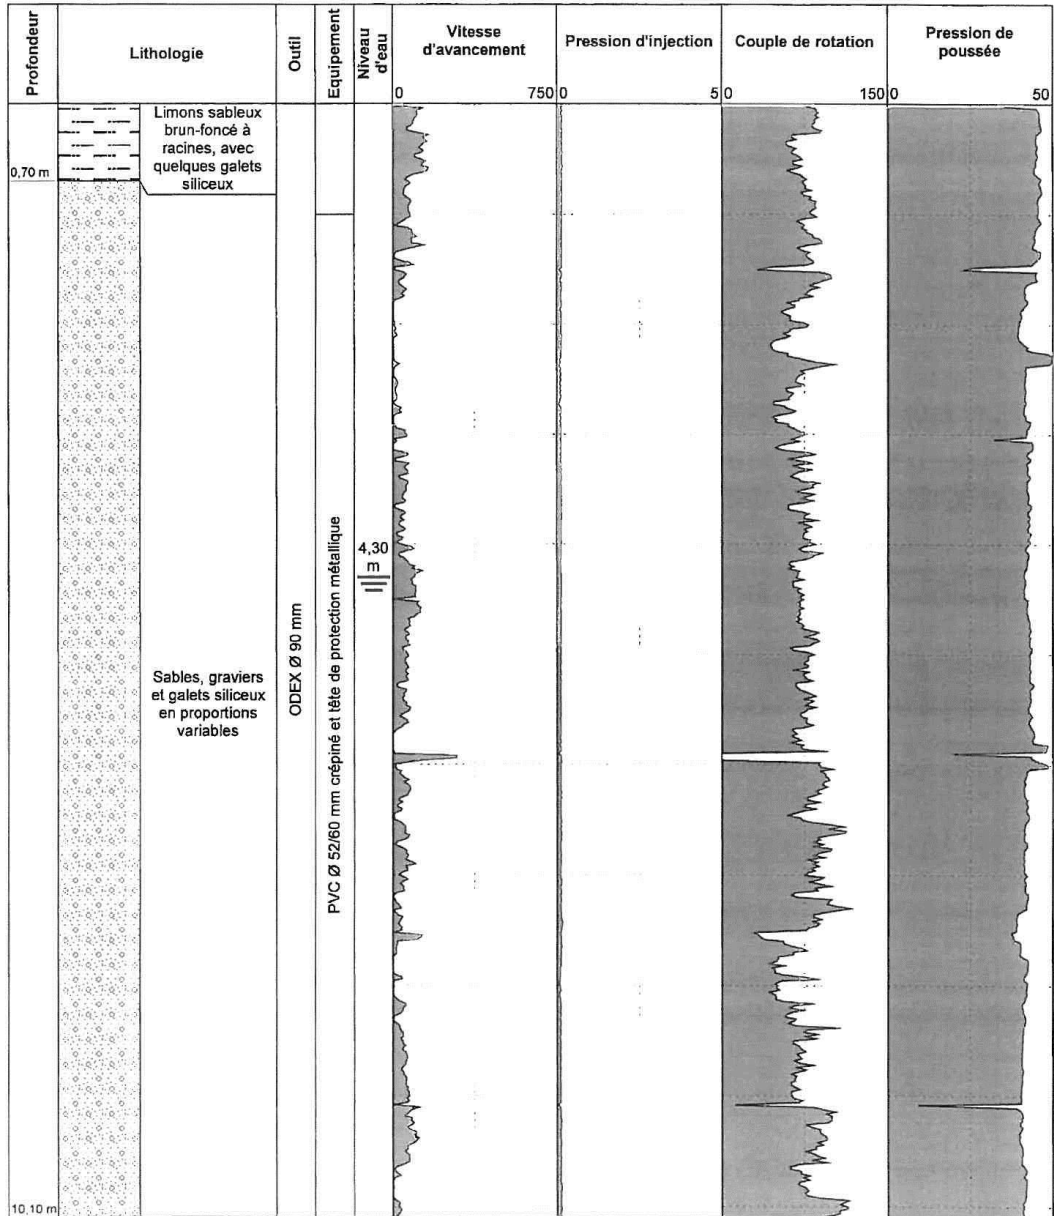 Profondeur
Lithologie
Outil
Equipement
Niveau
d'eau
Vitesse
d'avancement
Pression d'injection
Couple de rotation
Pression de
poussée
0
750
0
5
0
150
0
50
Limons sableux
brun-foncé à
racines, avec
quelques galets
siliceux
0,70 m
4,30
m
Sables, graviers
et galets siliceux
en proportions
variables
ODEX Ø 90 mm
PVC Ø 52/60 mm crépiné et tête de protection métallique
10,10 m